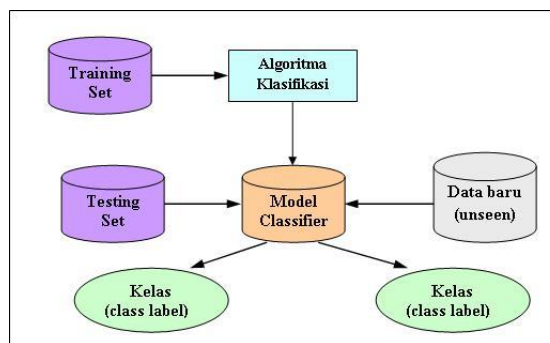 Training
Set
Algoritma
Klasifikasi
Testing
Set
Model
Classifier
Data baru
(unseen)
Kelas
(class label)
Kelas
(class label)